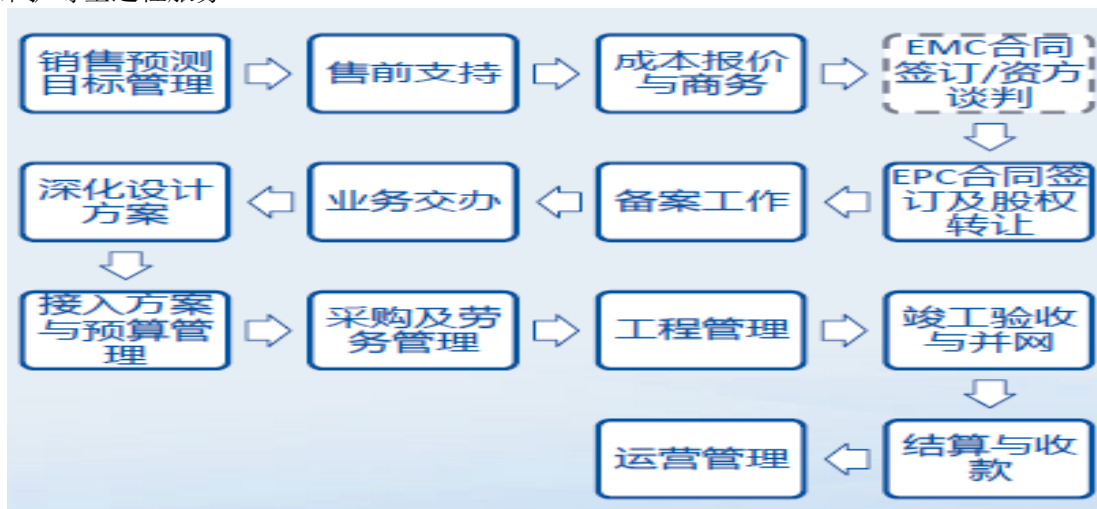 销售预测
目标管理
售前支持
成本报价
与商务
EMC合同
签订/资方
谈判
EPC合同签
订及股权
转让
备案工作
业务交办
深化设计
方案
接入方案
与预算管
理
采购及劳
务管理
工程管理
竣工验收
与并网
结算与收
款
运营管理